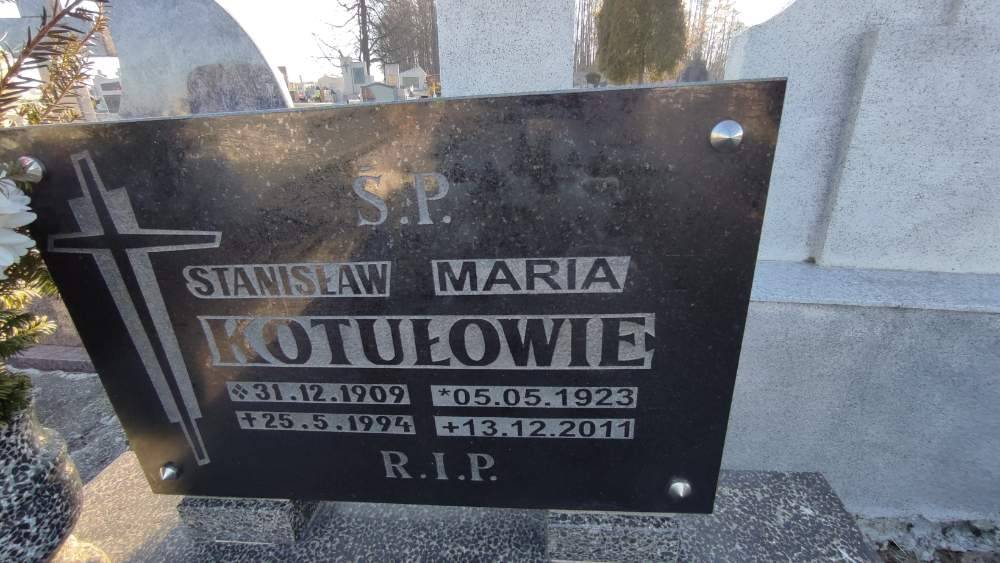 Ś.P.
STANISŁAW MARIA
KOTUŁOWIE
*31.12.1909 *05.05.1923
+25.5.1994 +13.12.2011
R.I.P.